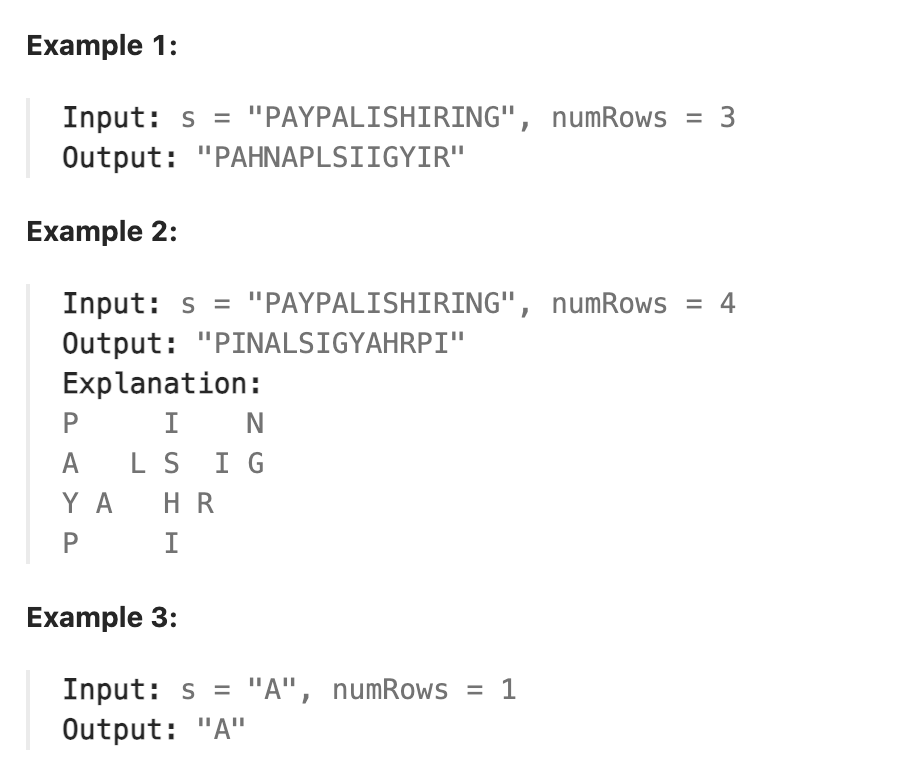 Example 1:
Input: s = "PAYPALISHIRING", numRows = 3
Output: "PAHNAPLSIIGYIR"
Example 2:
Input: s = "PAYPALISHIRING", numRows = 4
Output: "PINALSIGYAHRPI"
Explanation:
P     I    N
A   L S  I G
Y A   H R
P     I
Example 3:
Input: s = "A", numRows = 1
Output: "A"